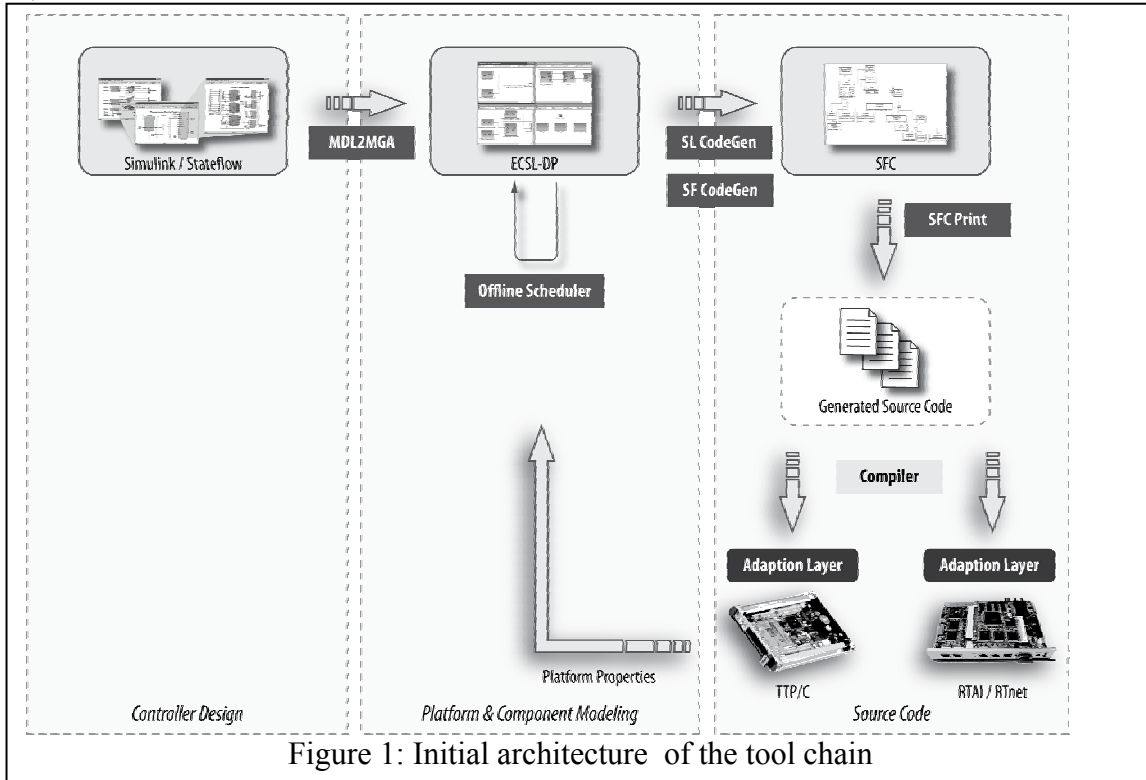 Simulink / Stateflow
MDL2MGA
ECSL-DP
SL CodeGen
SF CodeGen
SFC
SFC Print
Offline Scheduler
Generated Source Code
Compiler
Adaption Layer
Adaption Layer
Platform Properties
TTP/C
RTAI / RTnet
Controller Design
Platform & Component Modeling
Source Code
Figure 1: Initial architecture of the tool chain